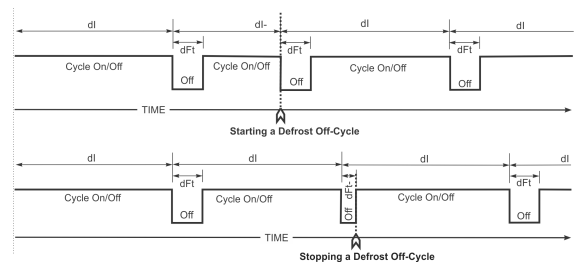 dI dI- dI dI
dFt dFt dFt
Cycle On/Off Cycle On/Off Cycle On/Off
Off Off Off
TIME
Starting a Defrost Off-Cycle
dI dI dI dI
dFt dFt- dFt
Cycle On/Off Cycle On/Off Cycle On/Off
Off Off Off
TIME
Stopping a Defrost Off-Cycle